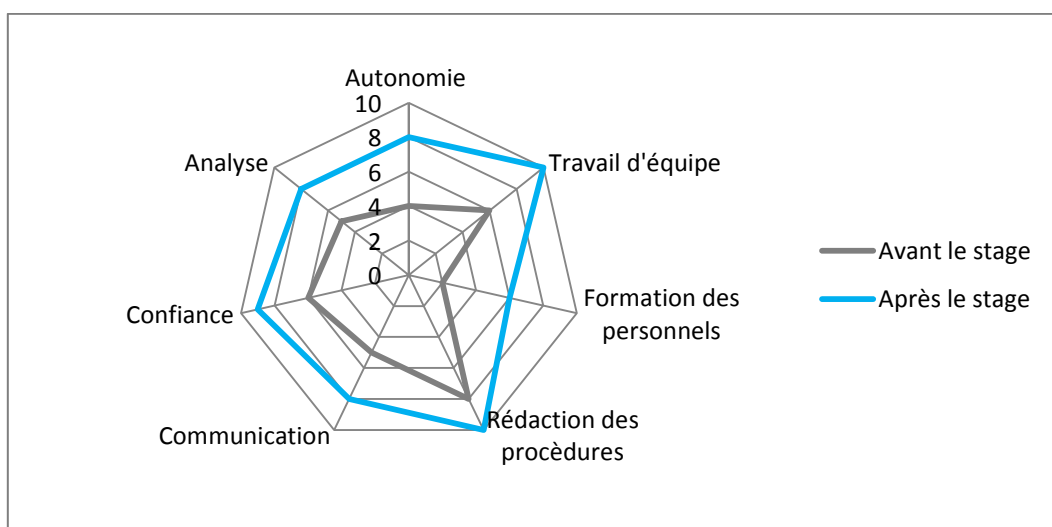 Autonomie
10
8
6
4
2
0
Travail d'équipe
Formation des
personnels
Rédaction des
procèdures
Communication
Confiance
Analyse
Avant le stage
Après le stage